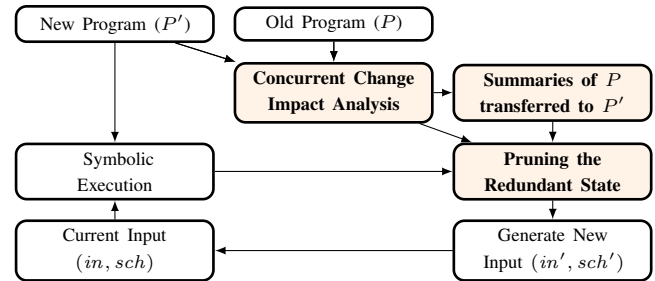 New Program (P′)
Old Program (P)
Concurrent Change
Impact Analysis
Summaries of P
transferred to P′
Symbolic
Execution
Pruning the
Redundant State
Current Input
(in, sch)
Generate New
Input (in′, sch′)